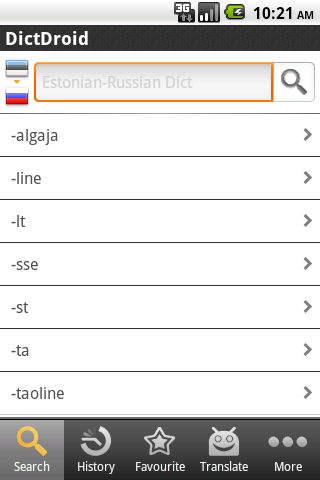 3G
10:21 AM
DictDroid
Estonian-Russian Dict
-algaja
-line
-lt
-sse
-st
-ta
-taoline
Search
History
Favourite
Translate
More